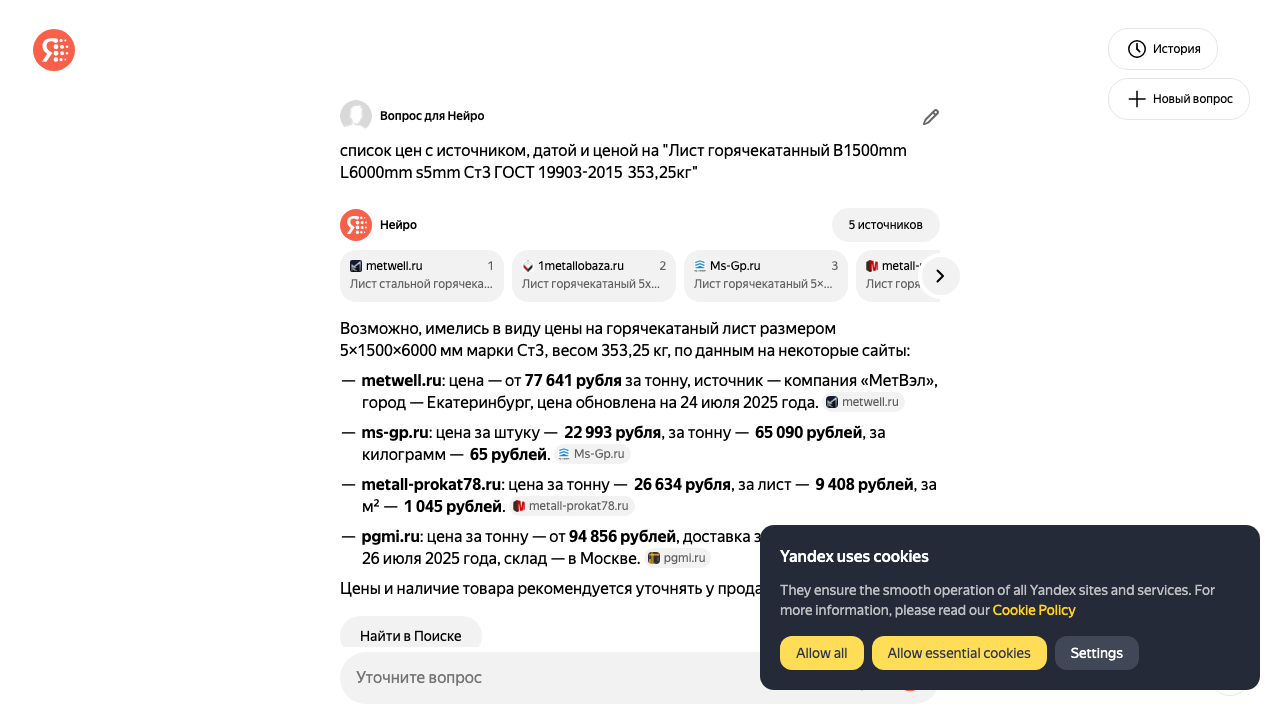 История
Новый вопрос
Вопрос для Нейро
список цен с источником, датой и ценой на "Лист горячекатанный B1500mm
L6000mm s5mm Ст3 ГОСТ 19903-2015 353,25кг"
Нейро
5 источников
metwell.ru 1
Лист стальной горячека...
1metallobaza.ru 2
Лист горячекатаный 5х...
Ms-Gp.ru 3
Лист горячекатаный 5×...
metall-
Лист горя
Возможно, имелись в виду цены на горячекатаный лист размером
5×1500×6000 мм марки Ст3, весом 353,25 кг, по данным на некоторые сайты:
— metwell.ru: цена — от 77 641 рубля за тонну, источник — компания «МетВэл»,
город — Екатеринбург, цена обновлена на 24 июля 2025 года. metwell.ru
— ms-gp.ru: цена за штуку — 22 993 рубля, за тонну — 65 090 рублей, за
килограмм — 65 рублей. Ms-Gp.ru
— metall-prokat78.ru: цена за тонну — 26 634 рубля, за лист — 9 408 рублей, за
м² — 1 045 рублей. metall-prokat78.ru
— pgmi.ru: цена за тонну — от 94 856 рублей, доставка з
26 июля 2025 года, склад — в Москве. pgmi.ru
Цены и наличие товара рекомендуется уточнять у прода
Найти в Поиске
Уточните вопрос
Yandex uses cookies
They ensure the smooth operation of all Yandex sites and services. For
more information, please read our Cookie Policy
Allow all
Allow essential cookies
Settings